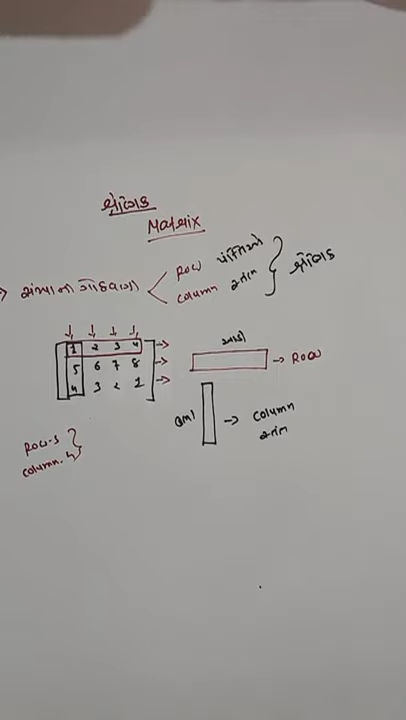 શ્રેણિક
Matrix
→ સંખ્યાના ગોઠવણી < Row પંક્તિઓ
column સ્તંભ } શ્રેણિક
1 2 3 4 →
5 6 7 8 →
4 3 2 1 →
આડી → Row
ઊભી → column
સ્તંભ
Row-3
column. 4 }